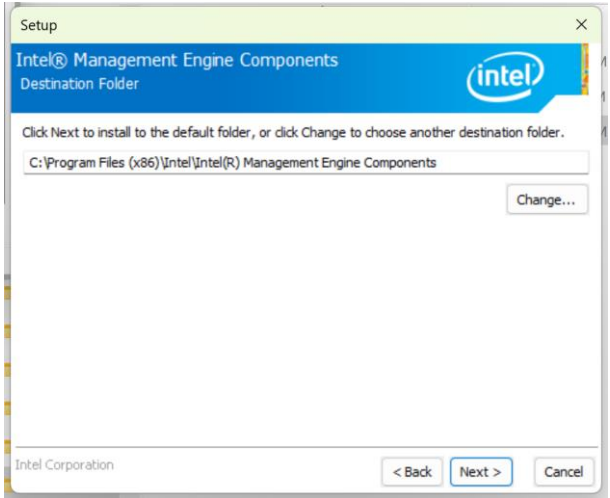 Setup
Intel® Management Engine Components
Destination Folder
intel
Click Next to install to the default folder, or click Change to choose another destination folder.
C:\Program Files (x86)\Intel\Intel(R) Management Engine Components
Change...
Intel Corporation
< Back
Next >
Cancel